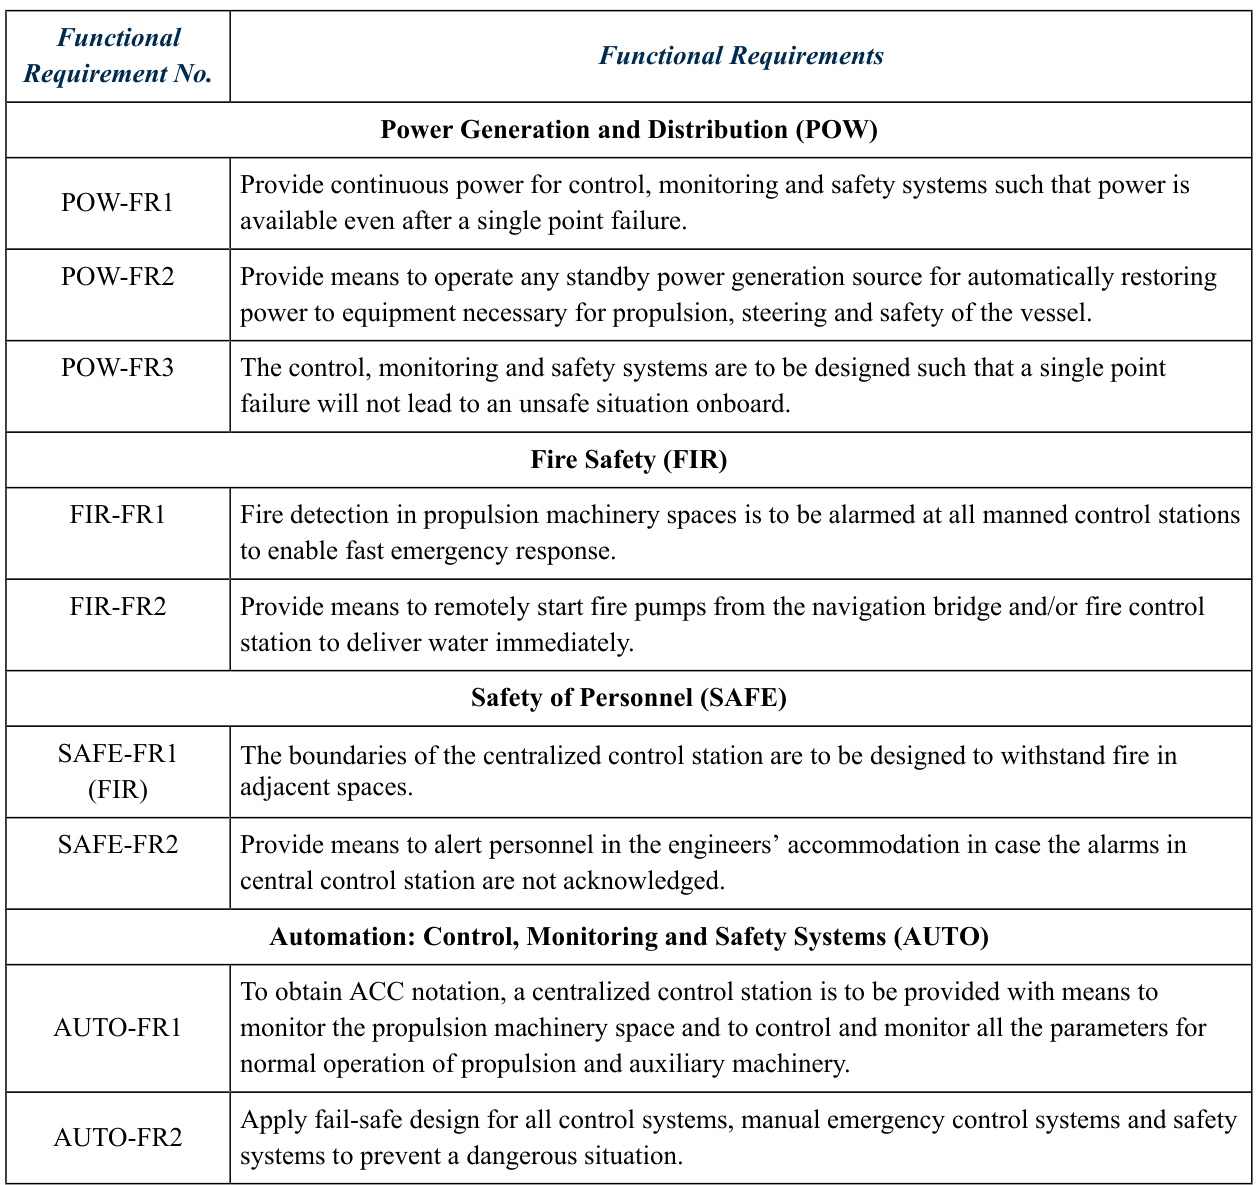 Functional
Requirement No.
Functional Requirements
Power Generation and Distribution (POW)
POW-FR1
Provide continuous power for control, monitoring and safety systems such that power is
available even after a single point failure.
POW-FR2
Provide means to operate any standby power generation source for automatically restoring
power to equipment necessary for propulsion, steering and safety of the vessel.
POW-FR3
The control, monitoring and safety systems are to be designed such that a single point
failure will not lead to an unsafe situation onboard.
Fire Safety (FIR)
FIR-FR1
Fire detection in propulsion machinery spaces is to be alarmed at all manned control stations
to enable fast emergency response.
FIR-FR2
Provide means to remotely start fire pumps from the navigation bridge and/or fire control
station to deliver water immediately.
Safety of Personnel (SAFE)
SAFE-FR1
(FIR)
The boundaries of the centralized control station are to be designed to withstand fire in
adjacent spaces.
SAFE-FR2
Provide means to alert personnel in the engineers’ accommodation in case the alarms in
central control station are not acknowledged.
Automation: Control, Monitoring and Safety Systems (AUTO)
AUTO-FR1
To obtain ACC notation, a centralized control station is to be provided with means to
monitor the propulsion machinery space and to control and monitor all the parameters for
normal operation of propulsion and auxiliary machinery.
AUTO-FR2
Apply fail-safe design for all control systems, manual emergency control systems and safety
systems to prevent a dangerous situation.